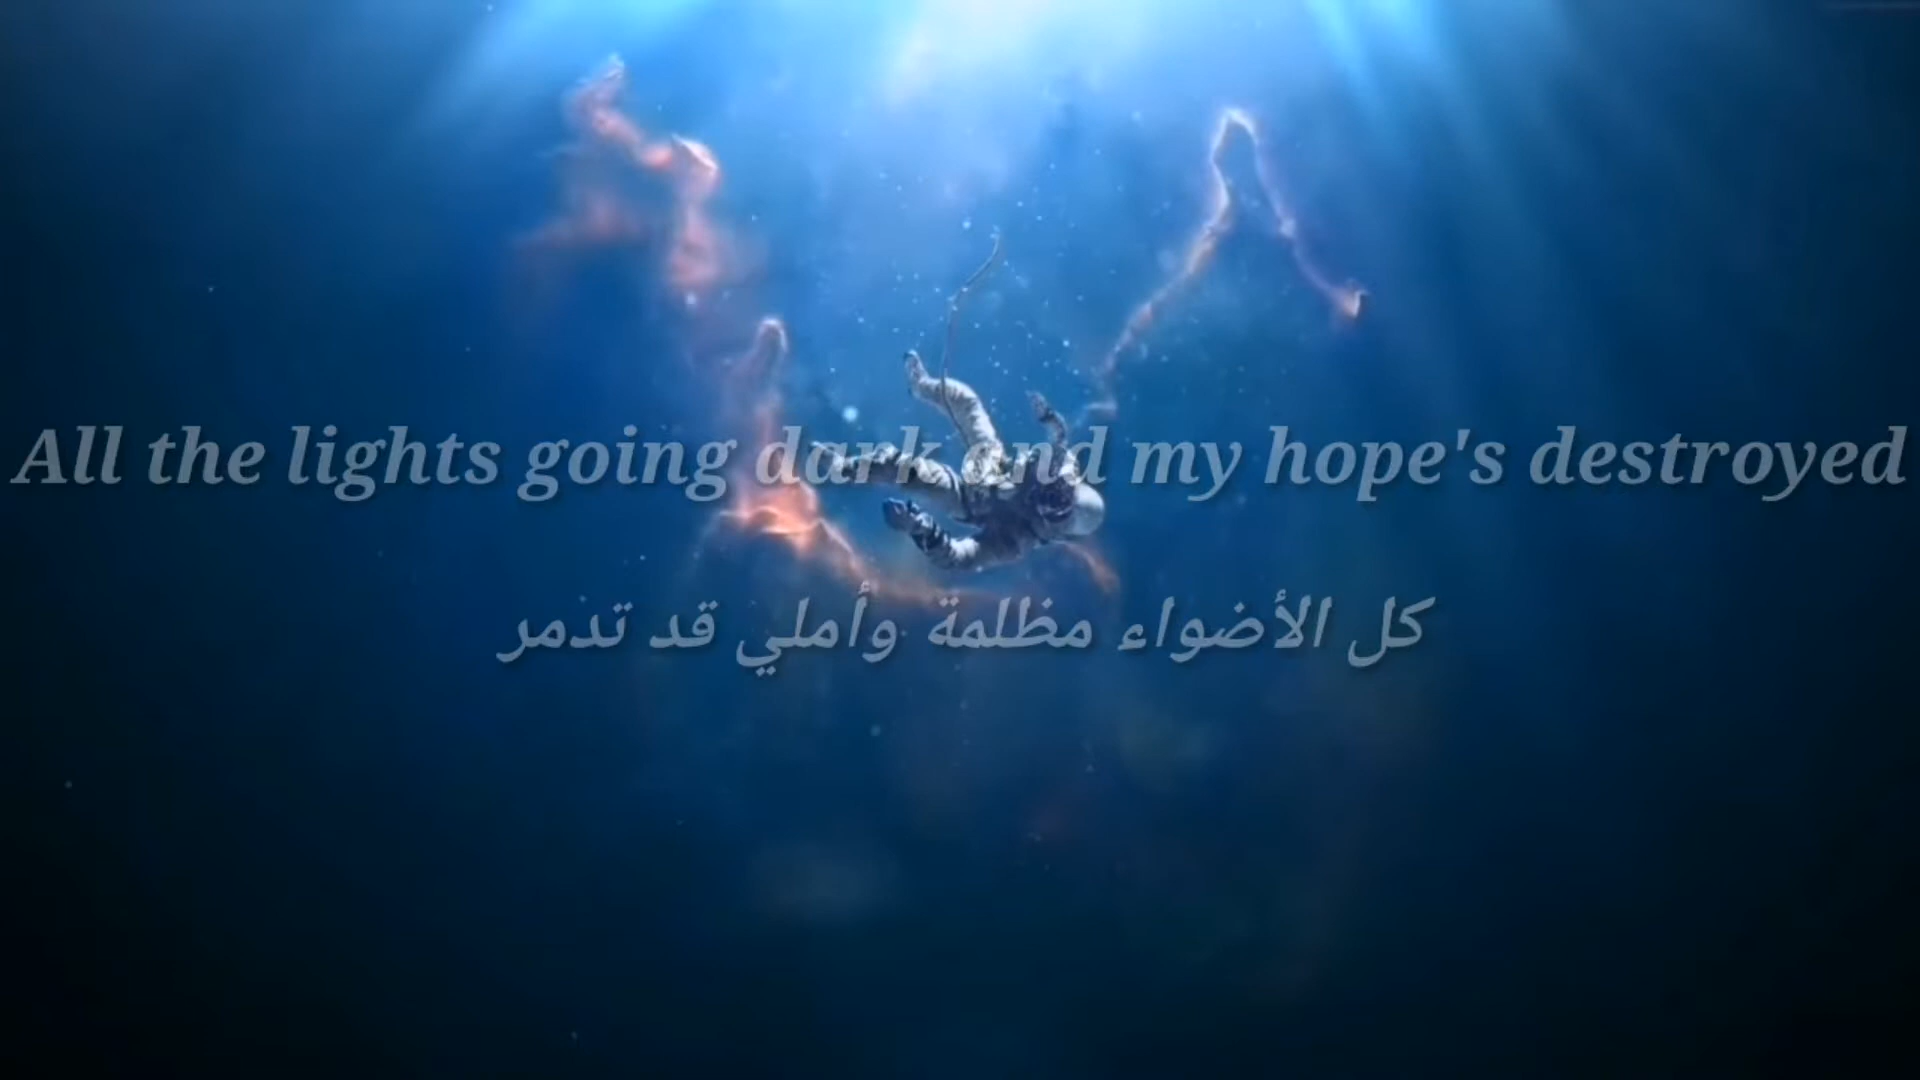 All the lights going dark and my hope's destroyed
كل الأضواء مظلمة وأملي قد تدمر